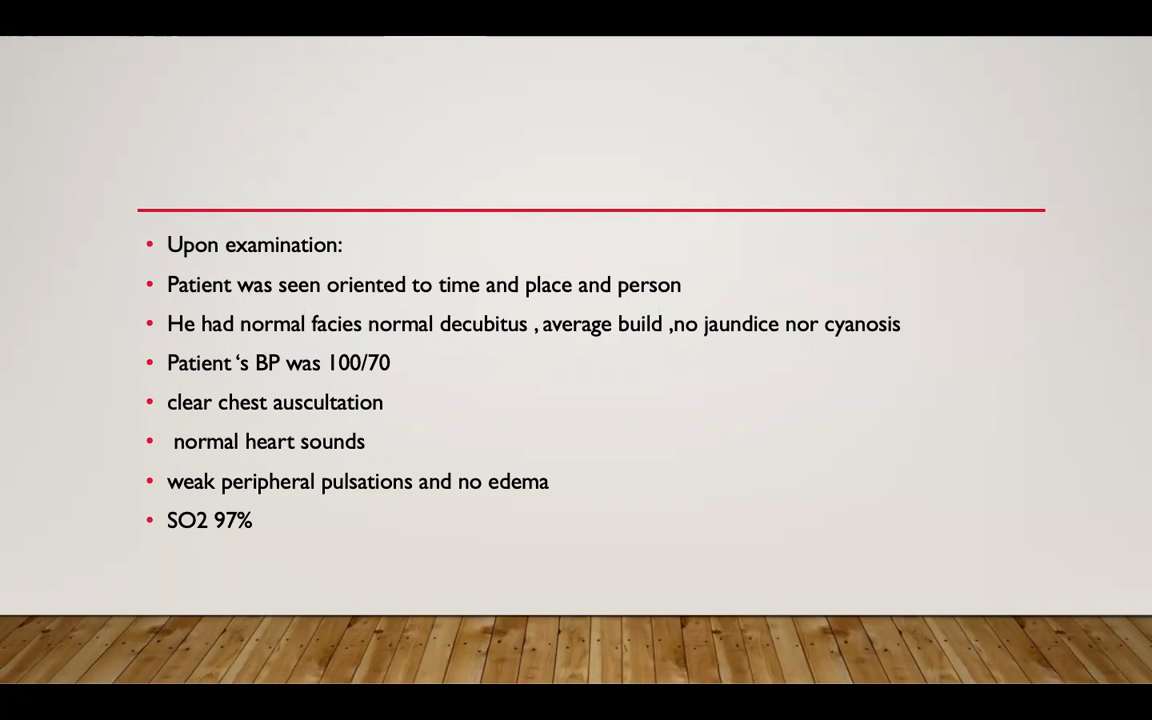 Upon examination:
Patient was seen oriented to time and place and person
He had normal facies normal decubitus , average build ,no jaundice nor cyanosis
Patient ‘s BP was 100/70
clear chest auscultation
normal heart sounds
weak peripheral pulsations and no edema
SO2 97%